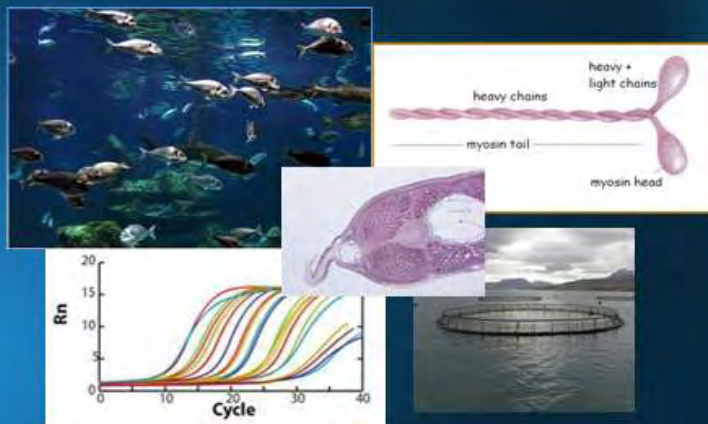 heavy +
light chains
heavy chains
myosin tail
myosin head
20
15
10
5
0
Rn
0
10
20
30
40
Cycle